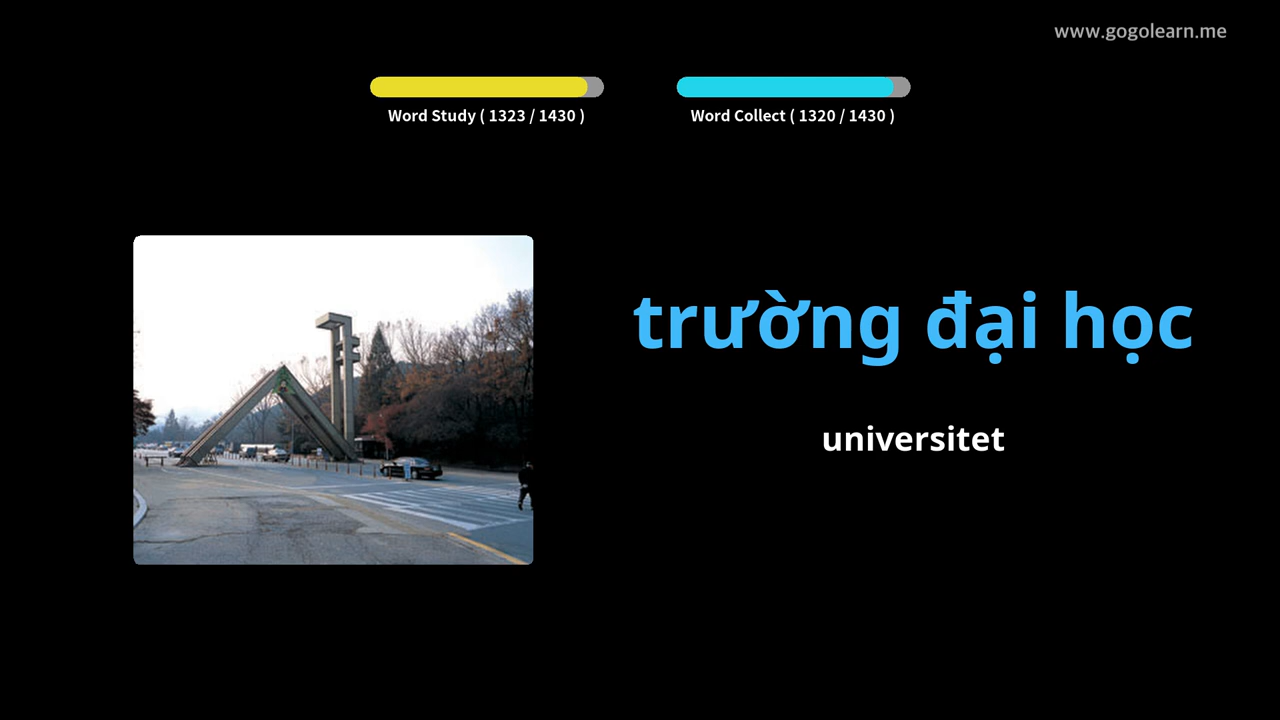 www.gogolearn.me
Word Study ( 1323 / 1430 )
Word Collect ( 1320 / 1430 )
trường đại học
universitet